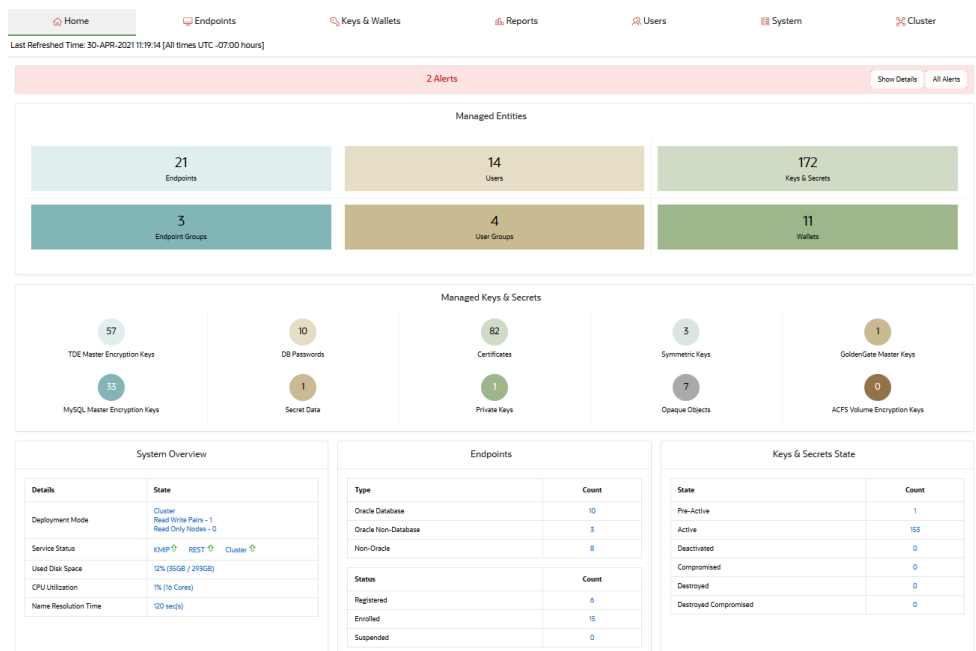 Home Endpoints Keys & Wallets Reports Users System Cluster
Last Refreshed Time: 30-APR-2021 11:19:14 [All times UTC -07:00 hours]
2 Alerts Show Details All Alerts
Managed Entities
21 14 172
Endpoints Users Keys & Secrets
3 4 11
Endpoint Groups User Groups Wallets
Managed Keys & Secrets
57 10 82 3 1
TDE Master Encryption Keys DB Passwords Certificates Symmetric Keys GoldenGate Master Keys
33 1 1 7 0
MySQL Master Encryption Keys Secret Data Private Keys Opaque Objects ACFS Volume Encryption Keys
System Overview
Details State
Deployment Mode Cluster
Read Write Pairs - 1
Read Only Nodes - 0
Service Status KMIP REST Cluster
Used Disk Space 12% (35GB / 293GB)
CPU Utilization 1% (16 Cores)
Name Resolution Time 120 sec(s)
Endpoints
Type Count
Oracle Database 10
Oracle Non-Database 3
Non-Oracle 8
Status Count
Registered 6
Enrolled 15
Suspended 0
Keys & Secrets State
State Count
Pre-Active 1
Active 153
Deactivated 0
Compromised 0
Destroyed 0
Destroyed Compromised 0